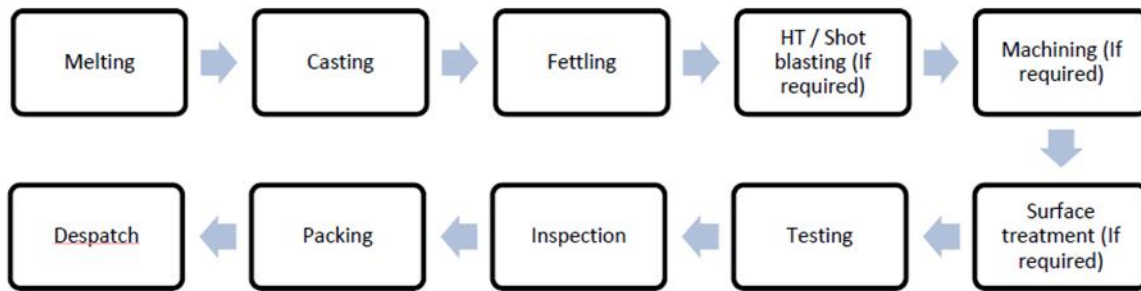 Melting
Casting
Fettling
HT / Shot
blasting (If
required)
Machining (If
required)
Surface
treatment (If
required)
Testing
Inspection
Packing
Despatch